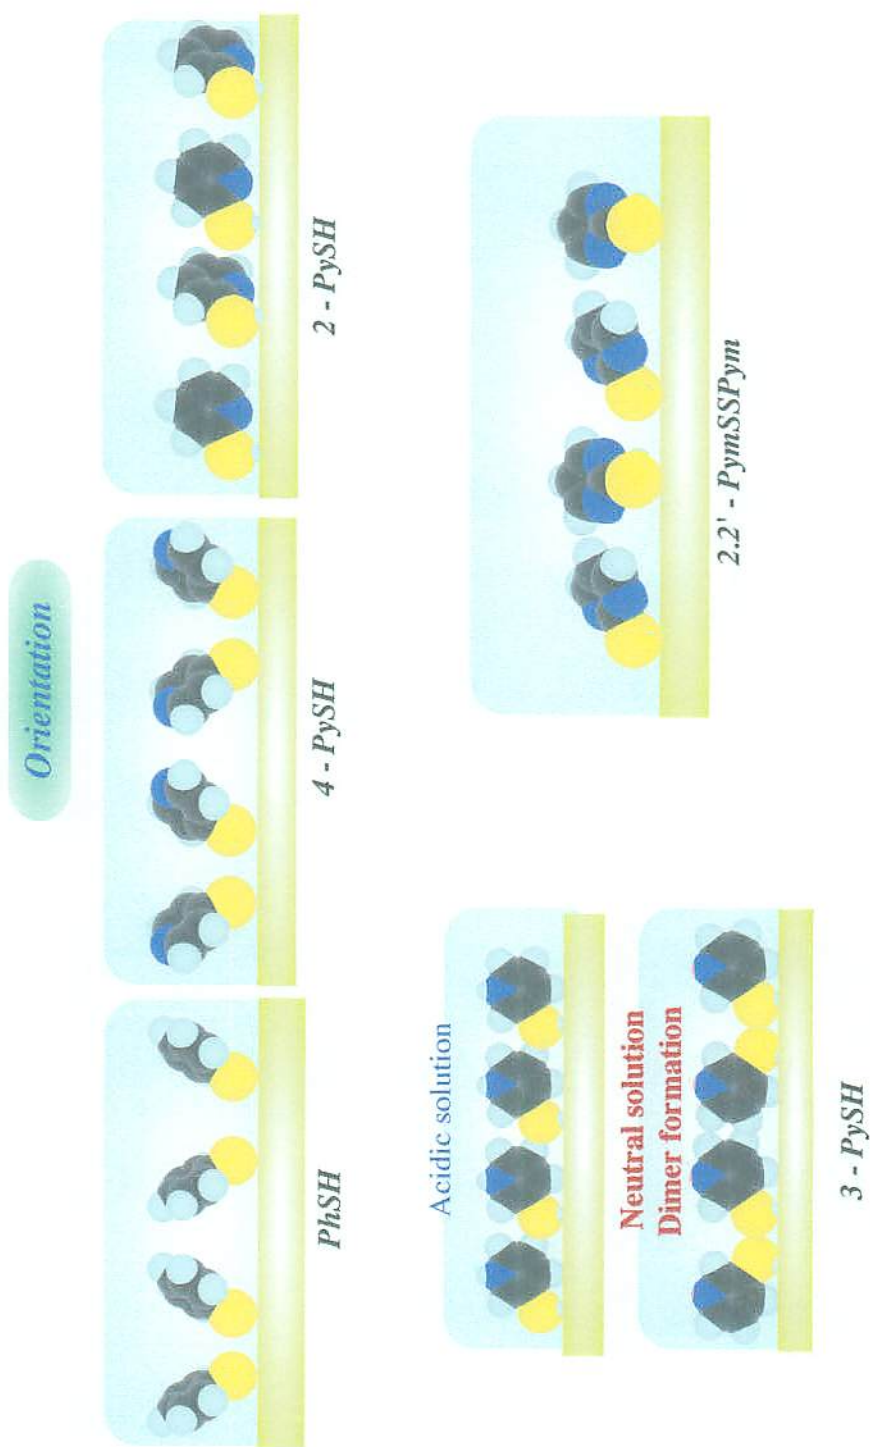 Orientation
PhSH
4 - PySH
2 - PySH
Acidic solution
Neutral solution
Dimer formation
3 - PySH
2.2' - PymSSPym